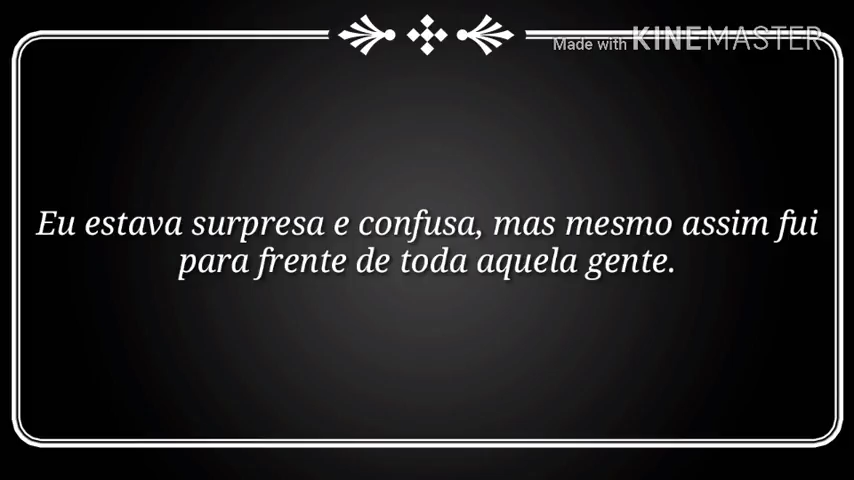 Made with KINEMASTER
Eu estava surpresa e confusa, mas mesmo assim fui
para frente de toda aquela gente.